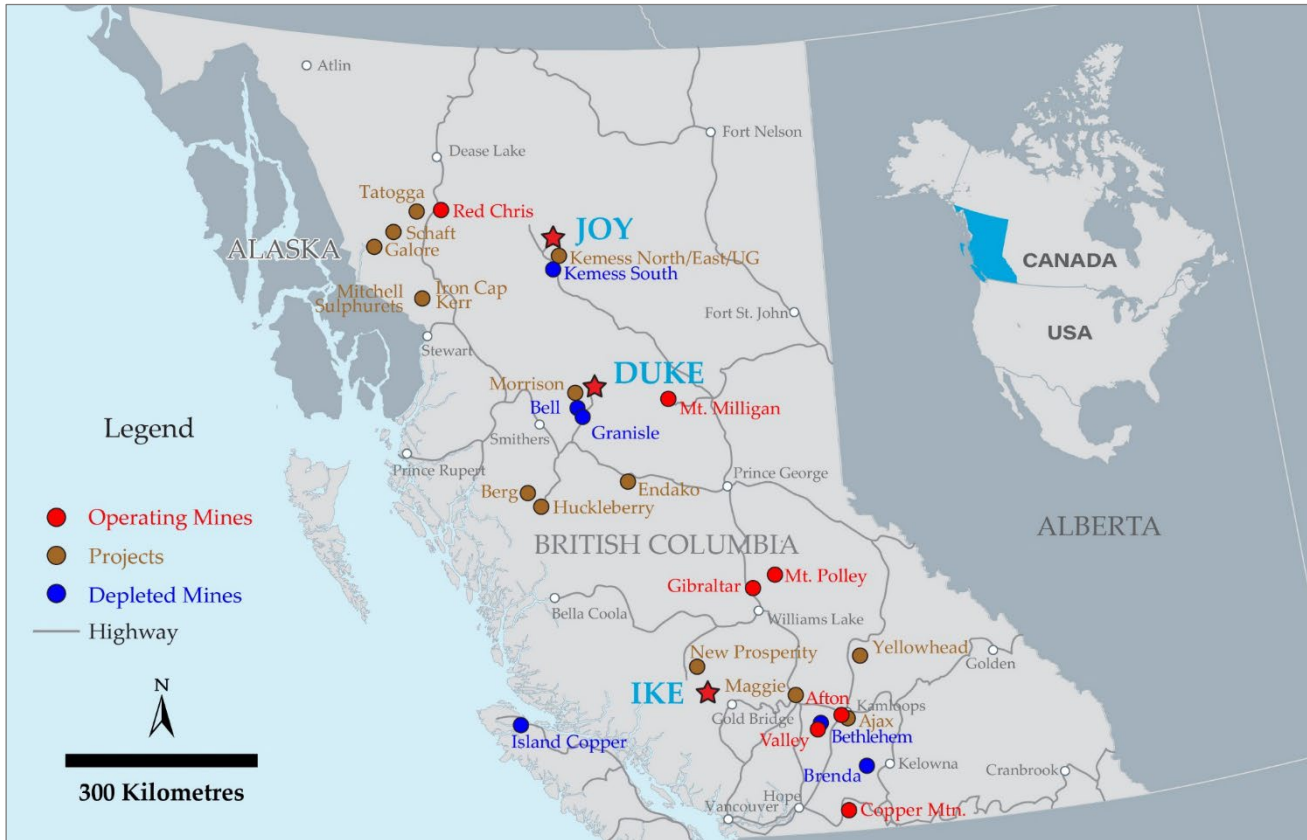 Atlin
Fort Nelson
Dease Lake
Tatogga
Red Chris
Schaft
Galore
JOY
Kemess North/East/UG
Kemess South
ALASKA
CANADA
USA
Mitchell
Sulphurets
Iron Cap
Kerr
Fort St. John
Stewart
DUKE
Morrison
Bell
Mt. Milligan
Granisle
Smithers
Legend
Prince Rupert
Prince George
Endako
Berg
Huckleberry
Operating Mines
Projects
Depleted Mines
Highway
BRITISH COLUMBIA
ALBERTA
Gibraltar
Mt. Polley
Bella Coola
Williams Lake
New Prosperity
Yellowhead
Golden
IKE
Maggie
Afton
Gold Bridge
Kamloops
Ajax
Island Copper
Valley
Bethlehem
Brenda
Kelowna
Cranbrook
Vancouver
Hope
Copper Mtn.
N
300 Kilometres